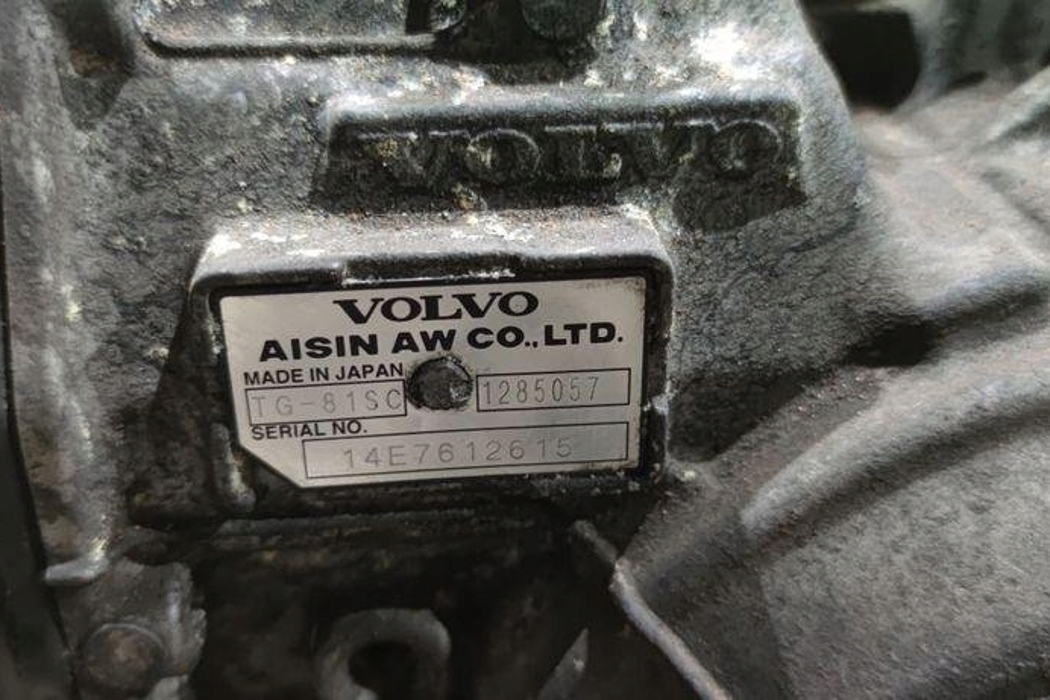 VOLVO
VOLVO
AISIN AW CO., LTD.
MADE IN JAPAN
TG-81SC 1285057
SERIAL NO.
14E7612615